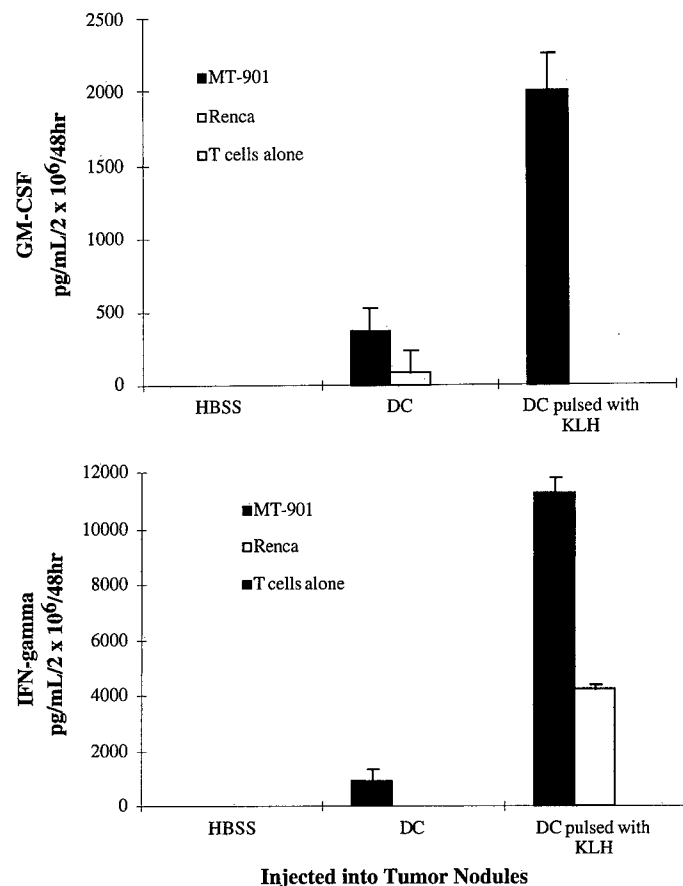 GM-CSF
pg/mL/2 x 10⁶/48hr
2500
2000
1500
1000
500
0
MT-901
Renca
T cells alone
HBSS
DC
DC pulsed with
KLH
IFN-gamma
pg/mL/2 x 10⁶/48hr
12000
10000
8000
6000
4000
2000
0
MT-901
Renca
T cells alone
HBSS
DC
DC pulsed with
KLH
Injected into Tumor Nodules